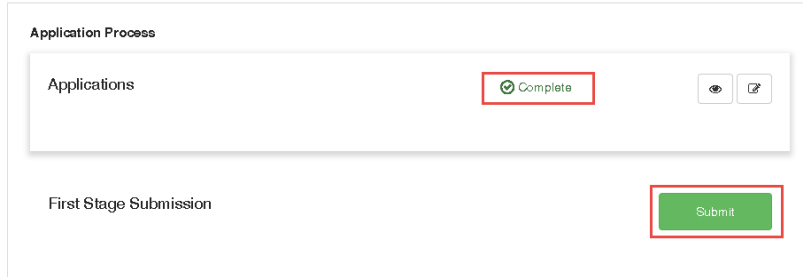 Application Process
Applications
Complete
First Stage Submission
Submit